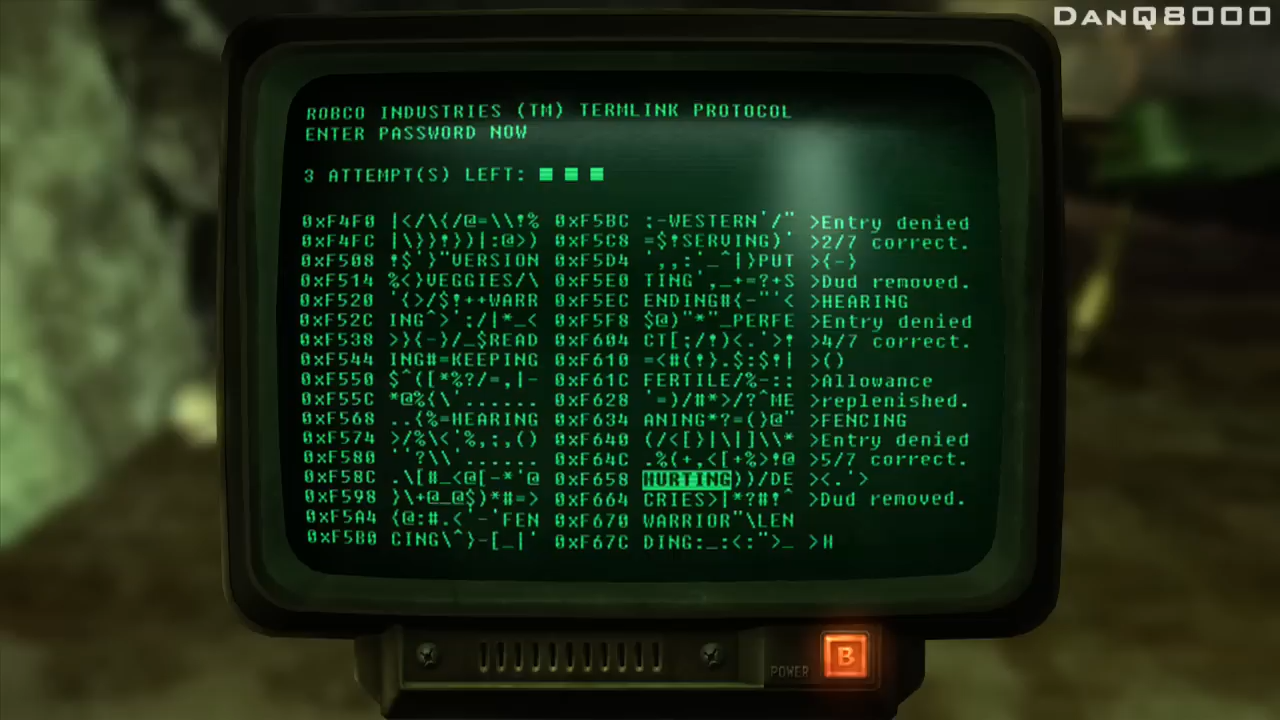 DanQ8000
ROBCO INDUSTRIES (TM) TERMLINK PROTOCOL
ENTER PASSWORD NOW
3 ATTEMPT(S) LEFT:
0xF4F0 |</\{/@=\\!% 0xF5BC :-WESTERN'/" >Entry denied
0xF4FC |\}}!})|:@>) 0xF5C8 =$!SERVING)' >2/7 correct.
0xF508 !$'}"VERSION 0xF5D4 ',,:'_^|}PUT >{-}
0xF514 %<}VEGGIES/\ 0xF5E0 TING',_+=?+S >Dud removed.
0xF520 '{>/$!++WARR 0xF5EC ENDING#{-"'< >HEARING
0xF52C ING^>':/|*_< 0xF5F8 $@)"*"_PERFE >Entry denied
0xF538 >}{-}/_$READ 0xF604 CT[:/!)<.'>! >4/7 correct.
0xF544 ING#=KEEPING 0xF610 =<#(!}.$:$!| >()
0xF550 $^([*%?/=,|- 0xF61C FERTILE/%-:: >Allowance
0xF55C *@%{\'...... 0xF628 '=)/#*>/?^ME >replenished.
0xF568 ..{%=HEARING 0xF634 ANING*?=()@" >FENCING
0xF574 >/%\<'%,:,() 0xF640 (/<[}|\|]\\* >Entry denied
0xF580 ''?\\'...... 0xF64C .%(+,<[+%>!@ >5/7 correct.
0xF58C .\[#_<@[-*'@ 0xF658 HURTING))/DE ><.'>
0xF598 }\+@_@$)*#=> 0xF664 CRIES>|*?#!^ >Dud removed.
0xF5A4 {@:#.<'-'FEN 0xF670 WARRIOR"\LEN
0xF5B0 CING\^}-[_|' 0xF67C DING:_:<:">_ >H
POWER
B